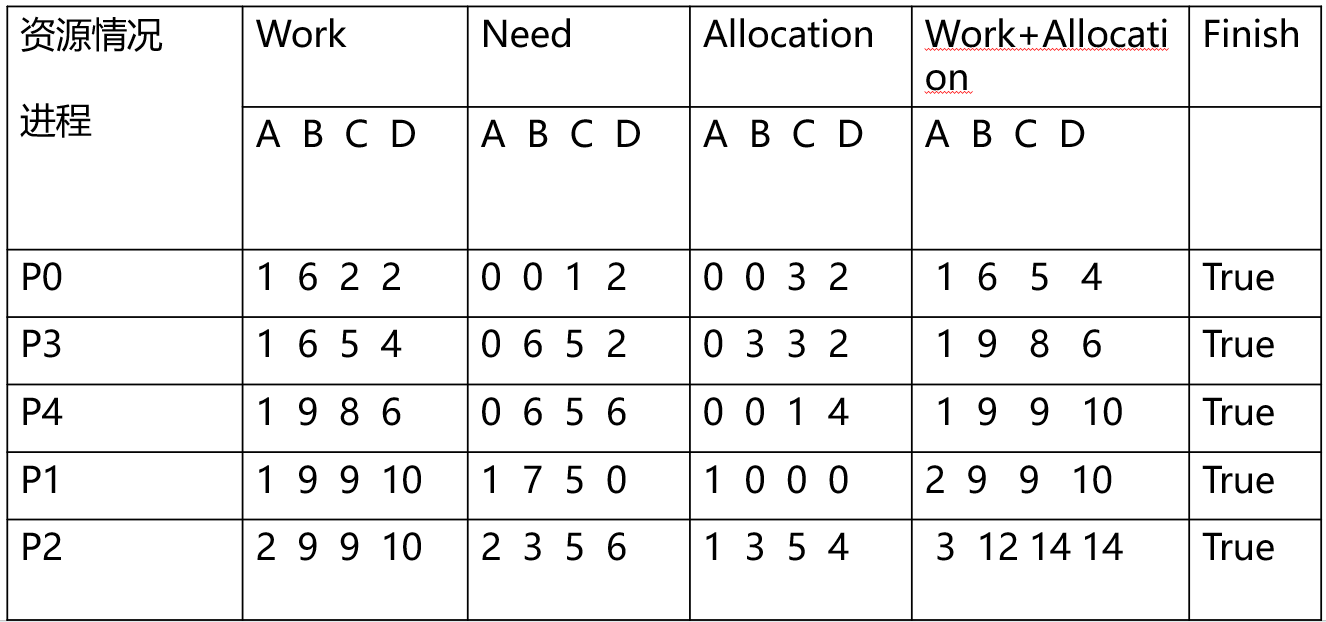 资源情况 Work Need Allocation Work+Allocati Finish
on
进程
A B C D A B C D A B C D A B C D
P0 1 6 2 2 0 0 1 2 0 0 3 2 1 6 5 4 True
P3 1 6 5 4 0 6 5 2 0 3 3 2 1 9 8 6 True
P4 1 9 8 6 0 6 5 6 0 0 1 4 1 9 9 10 True
P1 1 9 9 10 1 7 5 0 1 0 0 0 2 9 9 10 True
P2 2 9 9 10 2 3 5 6 1 3 5 4 3 12 14 14 True